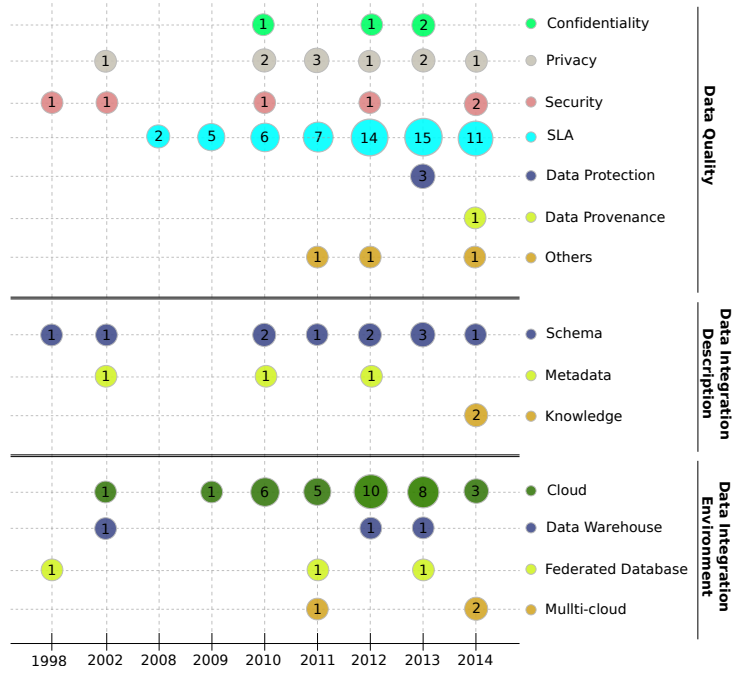 1 1 2 Confidentiality
1 2 3 1 2 1 Privacy
1 1 1 1 2 Security
2 5 6 7 14 15 11 SLA
3 Data Protection
1 Data Provenance
1 1 1 Others
Data Quality
1 1 2 1 2 3 1 Schema
1 1 1 Metadata
2 Knowledge
Data Integration
Description
1 1 6 5 10 8 3 Cloud
1 1 1 Data Warehouse
1 1 1 Federated Database
1 2 Mullti-cloud
Data Integration
Environment
1998 2002 2008 2009 2010 2011 2012 2013 2014